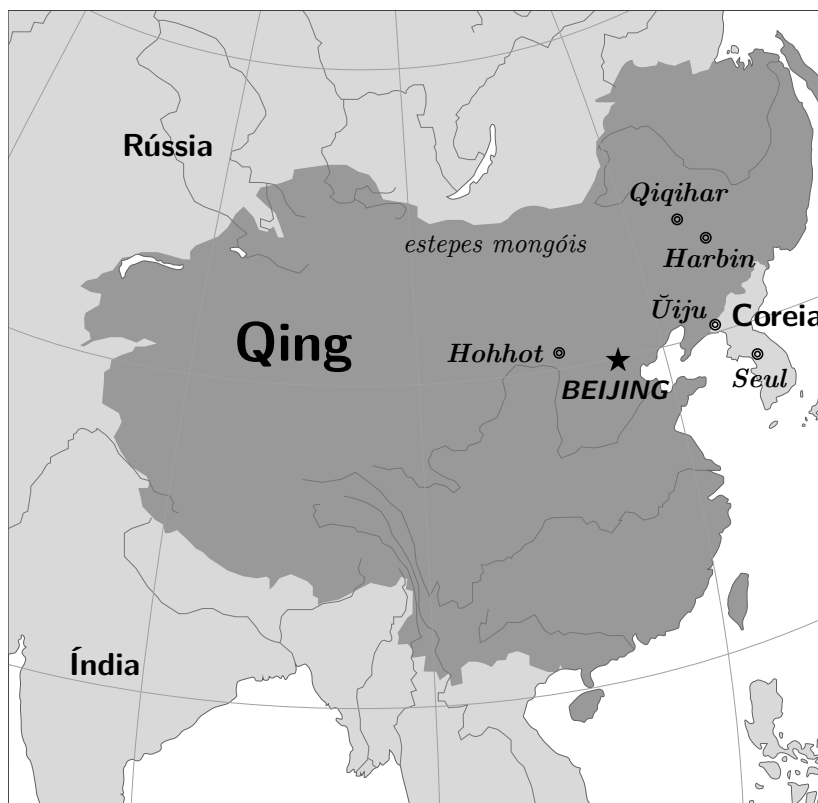 Rússia
Qiqihar
estepes mongóis
Harbin
Ŭiju
Coreia
Qing
Hohhot
Seul
BEIJING
Índia